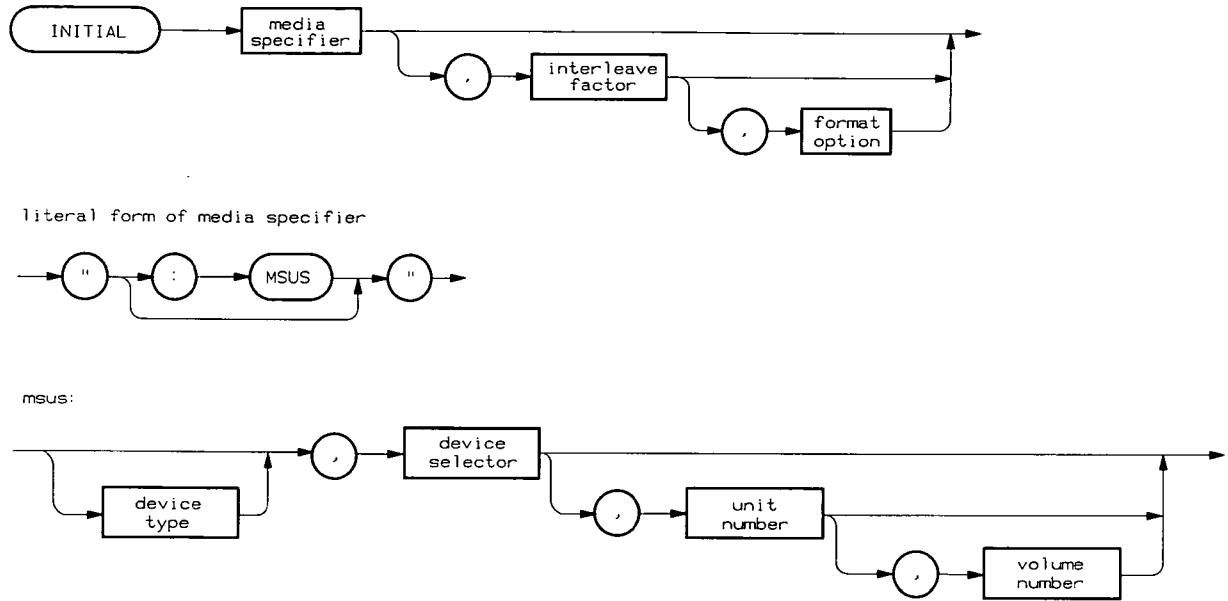 INITIAL
media
specifier
,
interleave
factor
,
format
option
literal form of media specifier
"
:
MSUS
"
msus:
device
type
,
device
selector
,
unit
number
,
volume
number